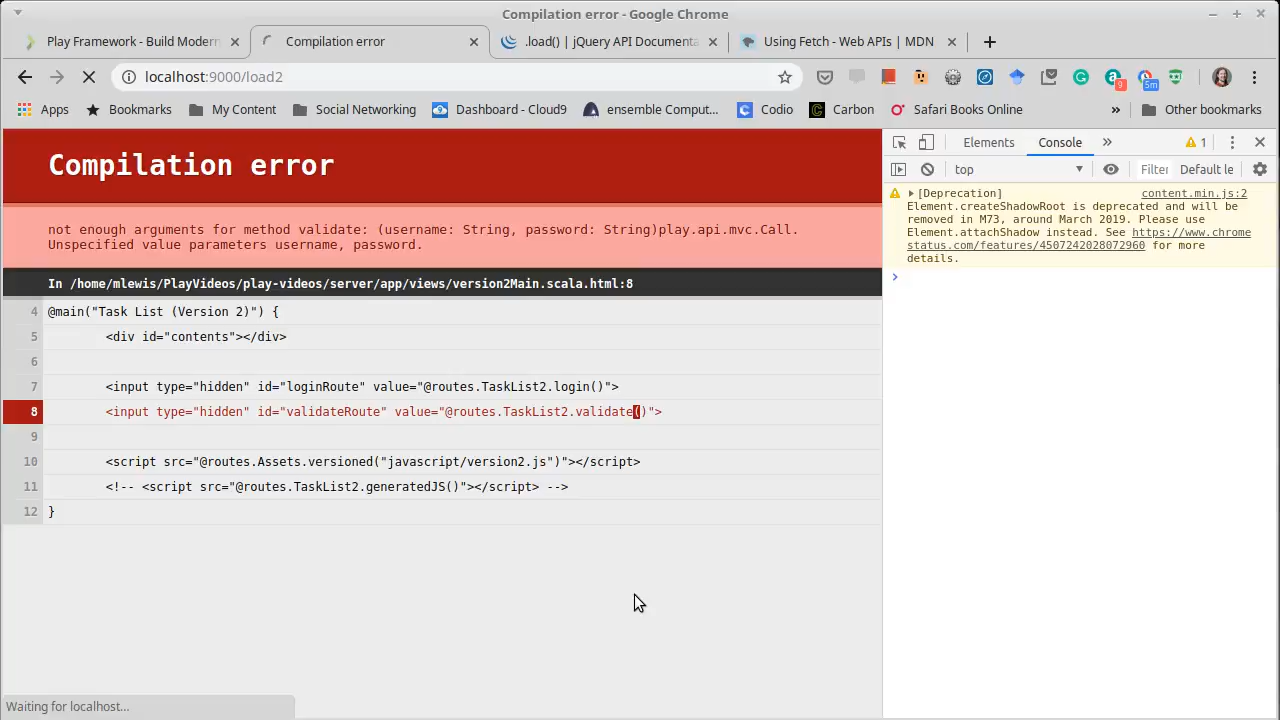 Compilation error - Google Chrome
Play Framework - Build Modern
Compilation error
.load() | jQuery API Documenta
Using Fetch - Web APIs | MDN
localhost:9000/load2
9
5m
Apps
Bookmarks
My Content
Social Networking
Dashboard - Cloud9
ensemble Comput...
Codio
Carbon
Safari Books Online
»
Other bookmarks
Compilation error
not enough arguments for method validate: (username: String, password: String)play.api.mvc.Call.
Unspecified value parameters username, password.
In /home/mlewis/PlayVideos/play-videos/server/app/views/version2Main.scala.html:8
4 @main("Task List (Version 2)") {
5 <div id="contents"></div>
6
7 <input type="hidden" id="loginRoute" value="@routes.TaskList2.login()">
8 <input type="hidden" id="validateRoute" value="@routes.TaskList2.validate()">
9
10 <script src="@routes.Assets.versioned("javascript/version2.js")"></script>
11 <!-- <script src="@routes.TaskList2.generatedJS()"></script> -->
12 }
Waiting for localhost...
Elements
Console
»
1
top
Filter
Default le
[Deprecation] content.min.js:2
Element.createShadowRoot is deprecated and will be
removed in M73, around March 2019. Please use
Element.attachShadow instead. See https://www.chrome
status.com/features/4507242028072960 for more
details.